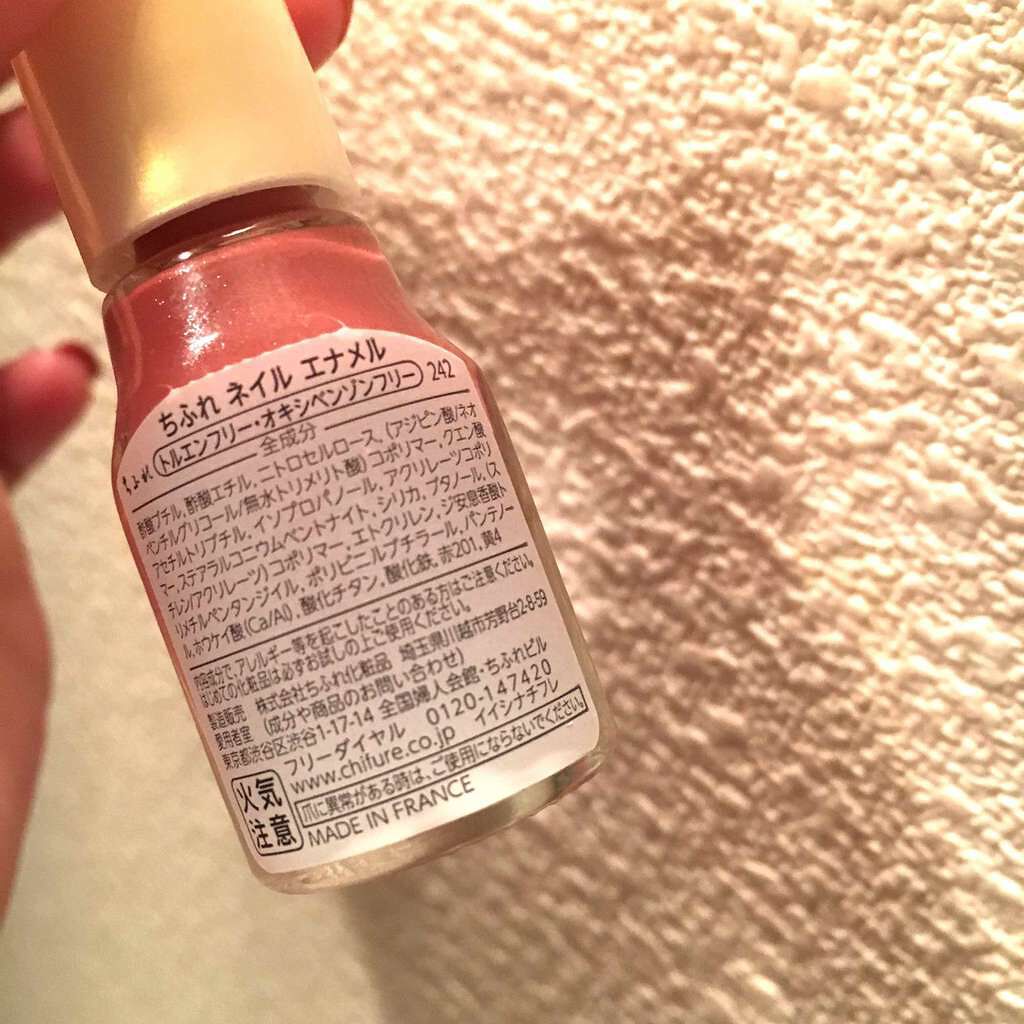 ちふれ ネイル エナメル
ちふれ トルエンフリー・オキシベンゾンフリー 242
全成分
酢酸ブチル、酢酸エチル、ニトロセルロース、(アジピン酸/ネオ
ペンチルグリコール/無水トリメリト酸)コポリマー、クエン酸
アセチルトリブチル、イソプロパノール、アクリレーツコポリ
マー、ステアラルコニウムベントナイト、シリカ、ブタノール、(ス
チレン/アクリレーツ)コポリマー、エトクリレン、ジ安息香酸ト
リメチルペンタンジイル、ポリビニルブチラール、パンテノー
ル、ホウケイ酸(Ca/Al)、酸化チタン、酸化鉄、赤201、黄4
内容成分で、アレルギー等を起こしたことのある方はご注意ください。
はじめての化粧品は必ずお試しの上ご使用ください。
製造販売 株式会社ちふれ化粧品 埼玉県川越市芳野台2-8-59
愛用者室 (成分や商品のお問い合わせ)
東京都渋谷区渋谷1-17-14 全国婦人会館・ちふれビル
フリーダイヤル 0120-147420
www.chifure.co.jp イイシナチフレ
火気注意 爪に異常がある時は、ご使用にならないでください。
MADE IN FRANCE